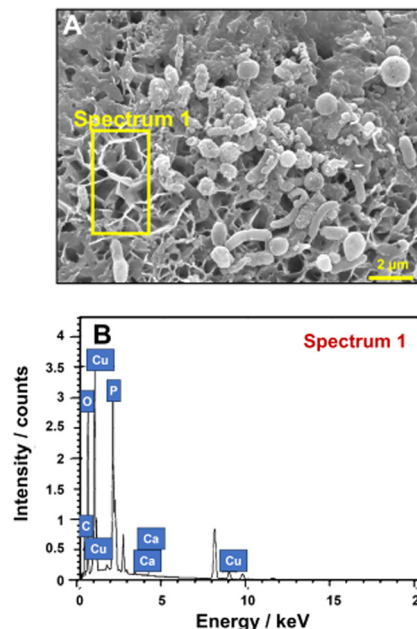 A
Spectrum 1
2 μm
B
Spectrum 1
4
3.5
3
2.5
2
1.5
1
0.5
0
Cu
O
P
C
Cu
Ca
Ca
Cu
0
5
10
15
Intensity / counts
Energy / keV